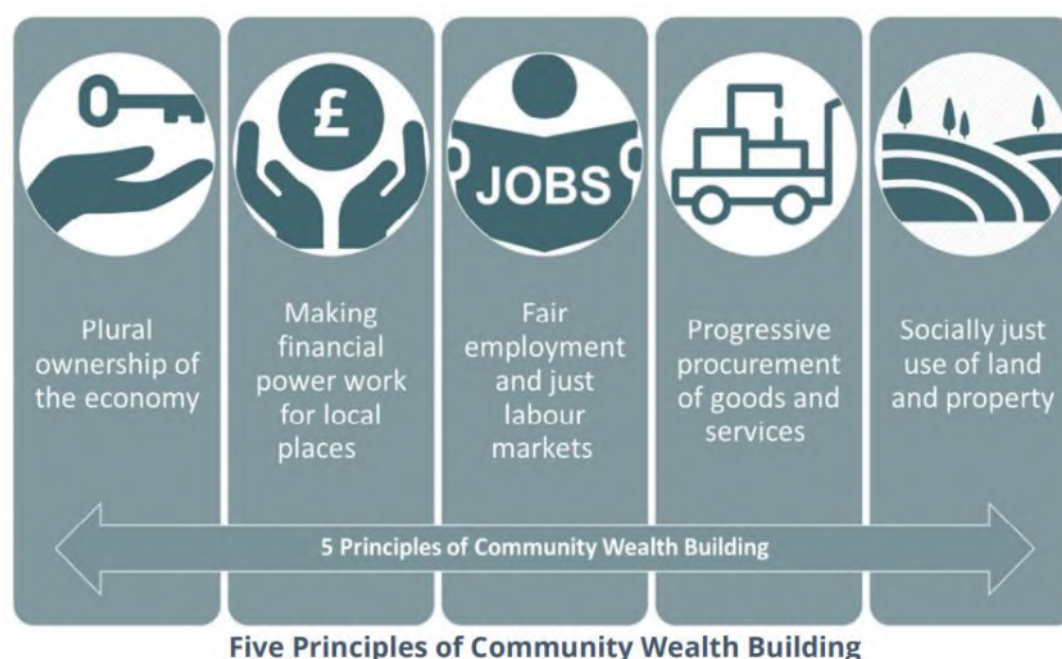 £
JOBS
Plural
ownership of
the economy
Making
financial
power work
for local
places
Fair
employment
and just
labour
markets
Progressive
procurement
of goods and
services
Socially just
use of land
and property
5 Principles of Community Wealth Building
Five Principles of Community Wealth Building